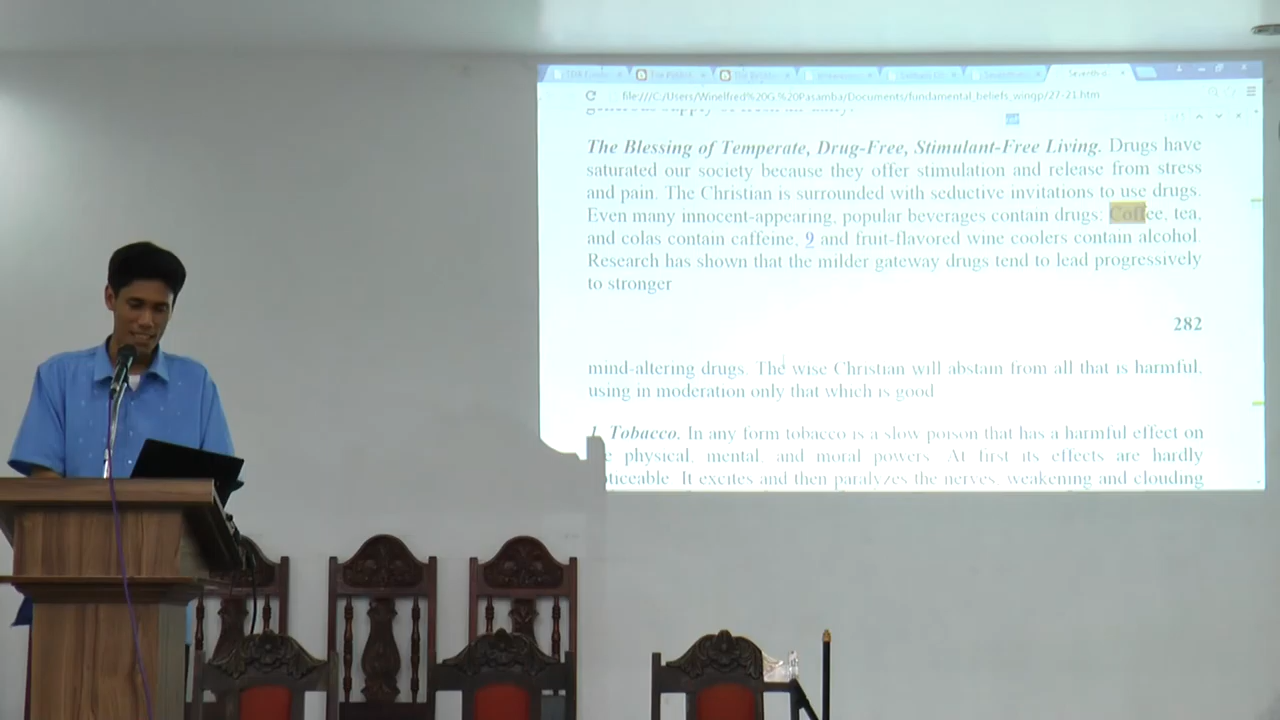 Seventh-d
file:///C:/Users/Winelfred%20G.%20Pasamba/Documents/fundamental_beliefs_wingp/27-21.htm
The Blessing of Temperate, Drug-Free, Stimulant-Free Living. Drugs have
saturated our society because they offer stimulation and release from stress
and pain. The Christian is surrounded with seductive invitations to use drugs.
Even many innocent-appearing, popular beverages contain drugs: Coffee, tea,
and colas contain caffeine, 9 and fruit-flavored wine coolers contain alcohol.
Research has shown that the milder gateway drugs tend to lead progressively
to stronger
282
mind-altering drugs. The wise Christian will abstain from all that is harmful,
using in moderation only that which is good
1. Tobacco. In any form tobacco is a slow poison that has a harmful effect on
physical, mental, and moral powers. At first its effects are hardly
oticeable. It excites and then paralyzes the nerves, weakening and clouding